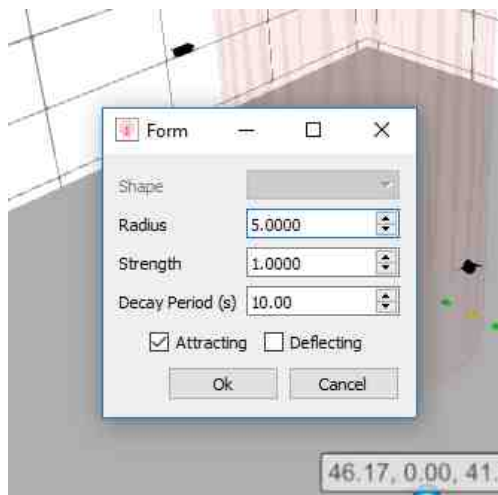 Form
Shape
Radius 5.0000
Strength 1.0000
Decay Period (s) 10.00
Attracting Deflecting
Ok Cancel
46.17, 0.00, 41.